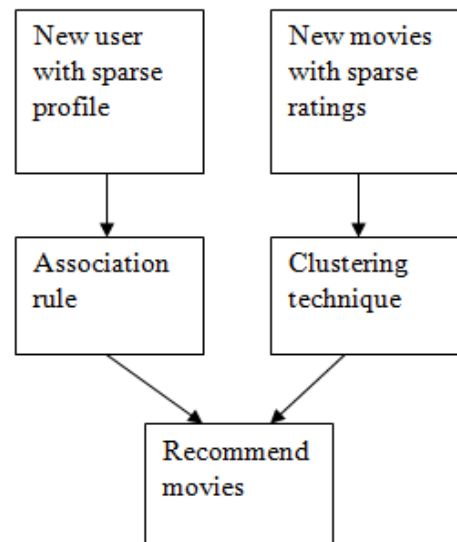 New user
with sparse
profile
New movies
with sparse
ratings
Association
rule
Clustering
technique
Recommend
movies